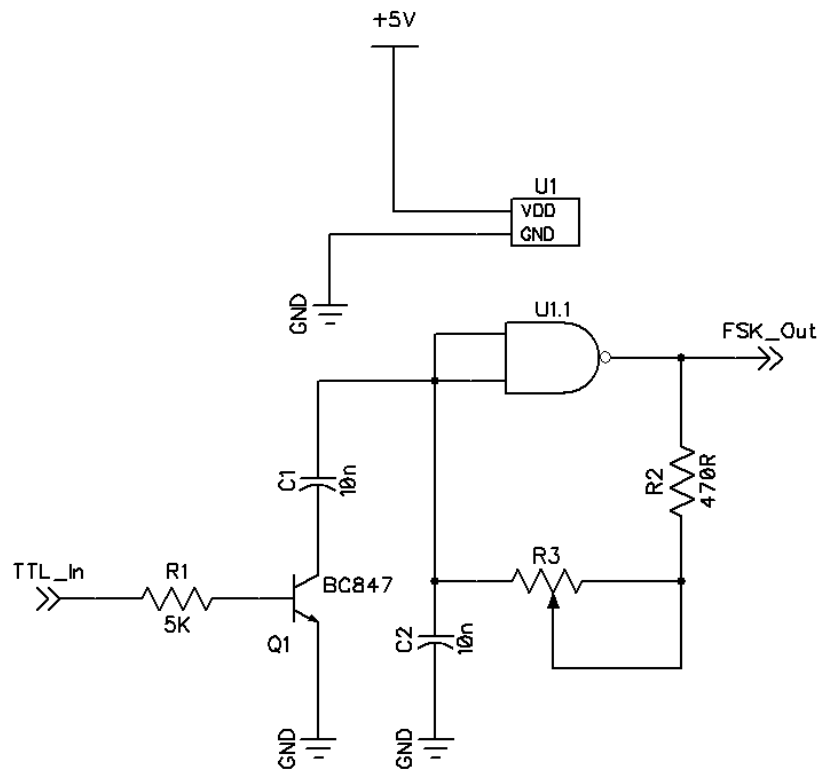 +5V
U1
VDD
GND
GND
U1.1
FSK_Out
C1
10n
R2
470R
TTL_In
R1
5K
BC847
Q1
R3
C2
10n
GND
GND